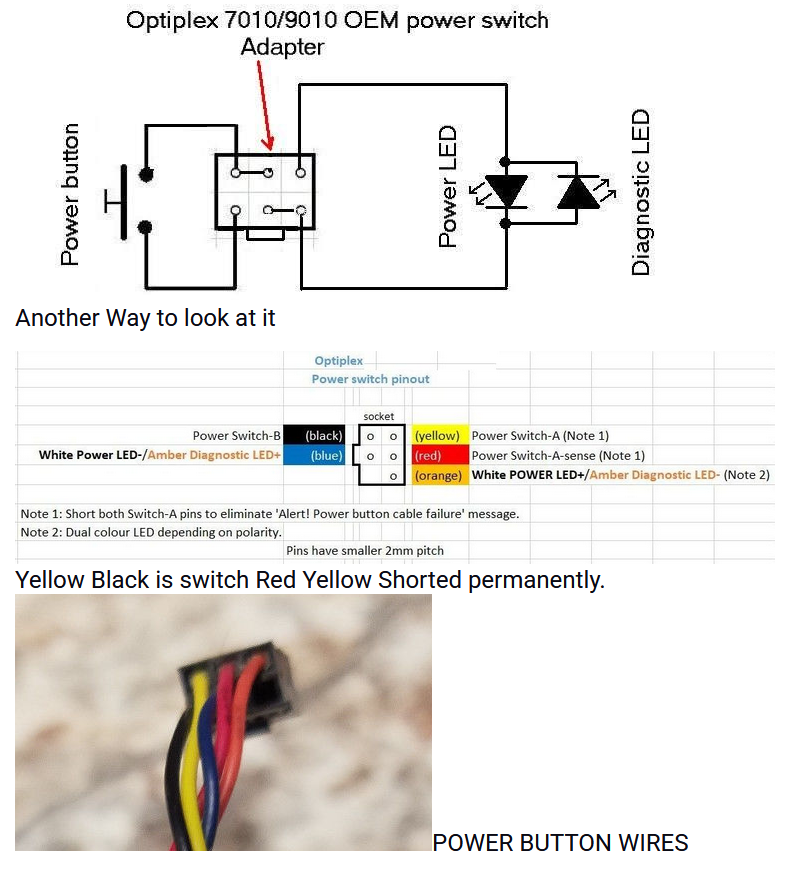 Optiplex 7010/9010 OEM power switch
Adapter
Power button
Power LED
Diagnostic LED
Another Way to look at it
Optiplex
Power switch pinout
socket
Power Switch-B (black) (yellow) Power Switch-A (Note 1)
White Power LED-/Amber Diagnostic LED+ (blue) (red) Power Switch-A-sense (Note 1)
(orange) White POWER LED+/Amber Diagnostic LED- (Note 2)
Note 1: Short both Switch-A pins to eliminate 'Alert! Power button cable failure' message.
Note 2: Dual colour LED depending on polarity.
Pins have smaller 2mm pitch
Yellow Black is switch Red Yellow Shorted permanently.
POWER BUTTON WIRES